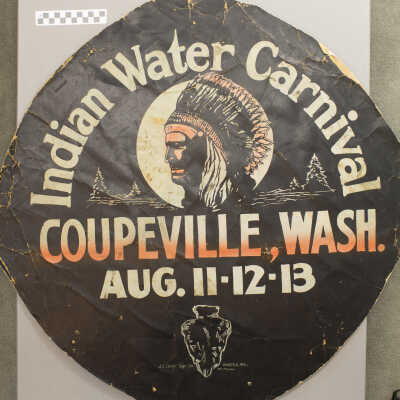 Indian Water Carnival
COUPEVILLE, WASH.
AUG. 11-12-13